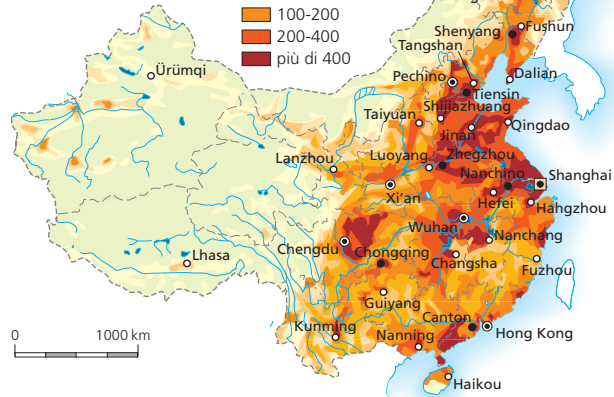 100-200
200-400
più di 400
Shenyang
Fushun
Tangshan
Pechino
Dalian
Tiensin
Ürümqi
Shijiazhuang
Taiyuan
Jinan
Qingdao
Lanzhou
Luoyang
Zhegzhou
Nanchino
Shanghai
Xi'an
Hefei
Hangzhou
Wuhan
Chengdu
Chongqing
Nanchang
Lhasa
Changsha
Fuzhou
Guiyang
Kunming
Canton
Nanning
Hong Kong
0
1000 km
Haikou